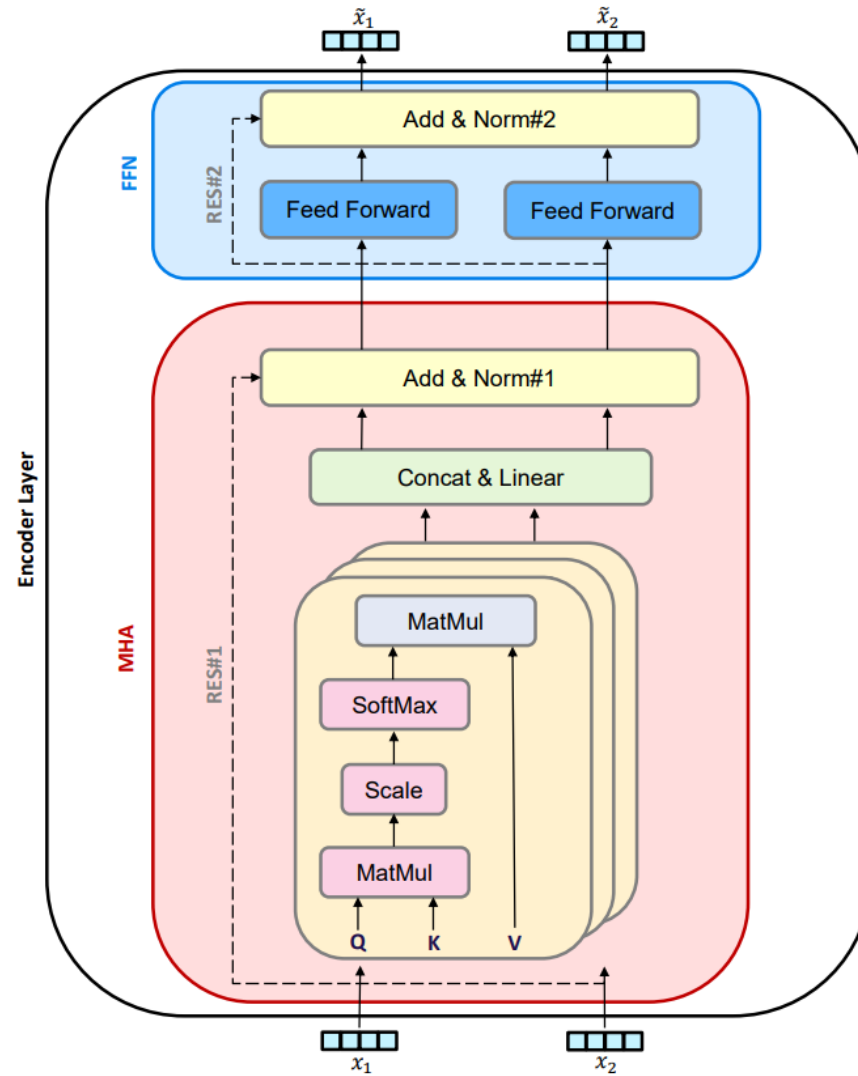 x̃₁ x̃₂
Add & Norm#2
FFN
RES#2
Feed Forward Feed Forward
Add & Norm#1
Concat & Linear
Encoder Layer
MHA
RES#1
MatMul
SoftMax
Scale
MatMul
Q K V
x₁ x₂